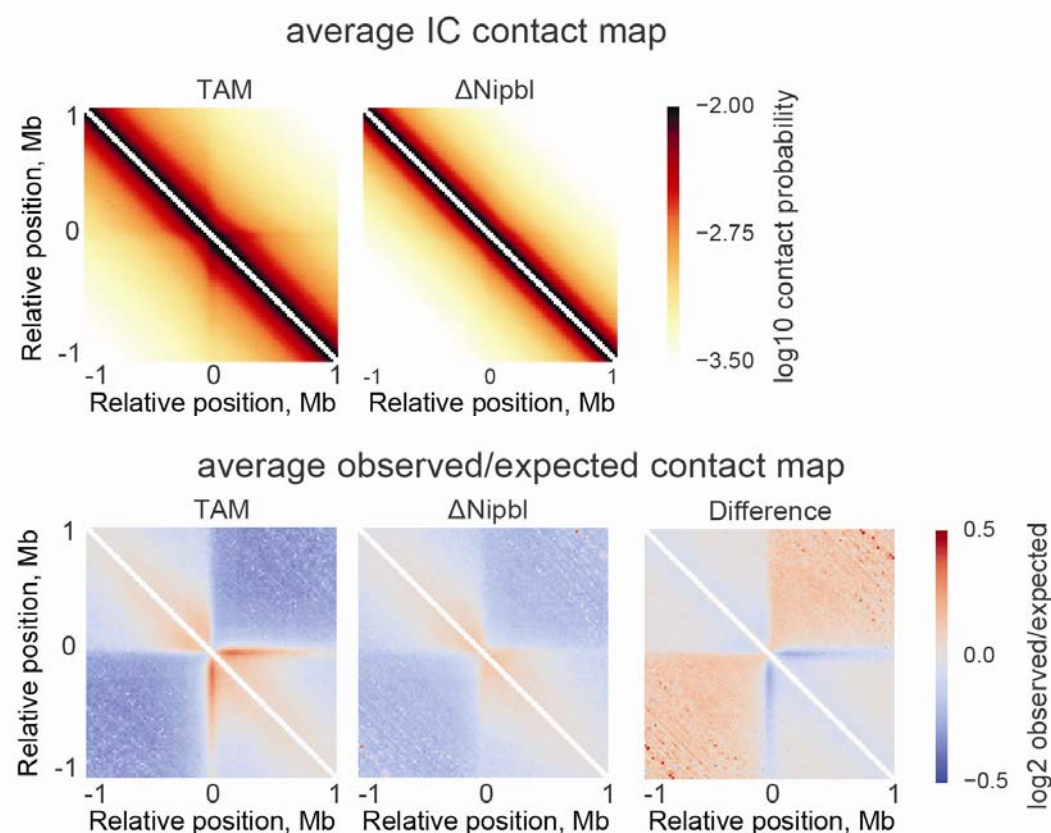 average IC contact map
TAM
ΔNipbl
Relative position, Mb
1
0
-1
-1 0 1
Relative position, Mb
-1 0 1
Relative position, Mb
−2.00
−2.75
−3.50
log10 contact probability
average observed/expected contact map
TAM
ΔNipbl
Difference
Relative position, Mb
1
0
-1
-1 0 1
Relative position, Mb
-1 0 1
Relative position, Mb
-1 0 1
Relative position, Mb
0.5
0.0
−0.5
log2 observed/expected